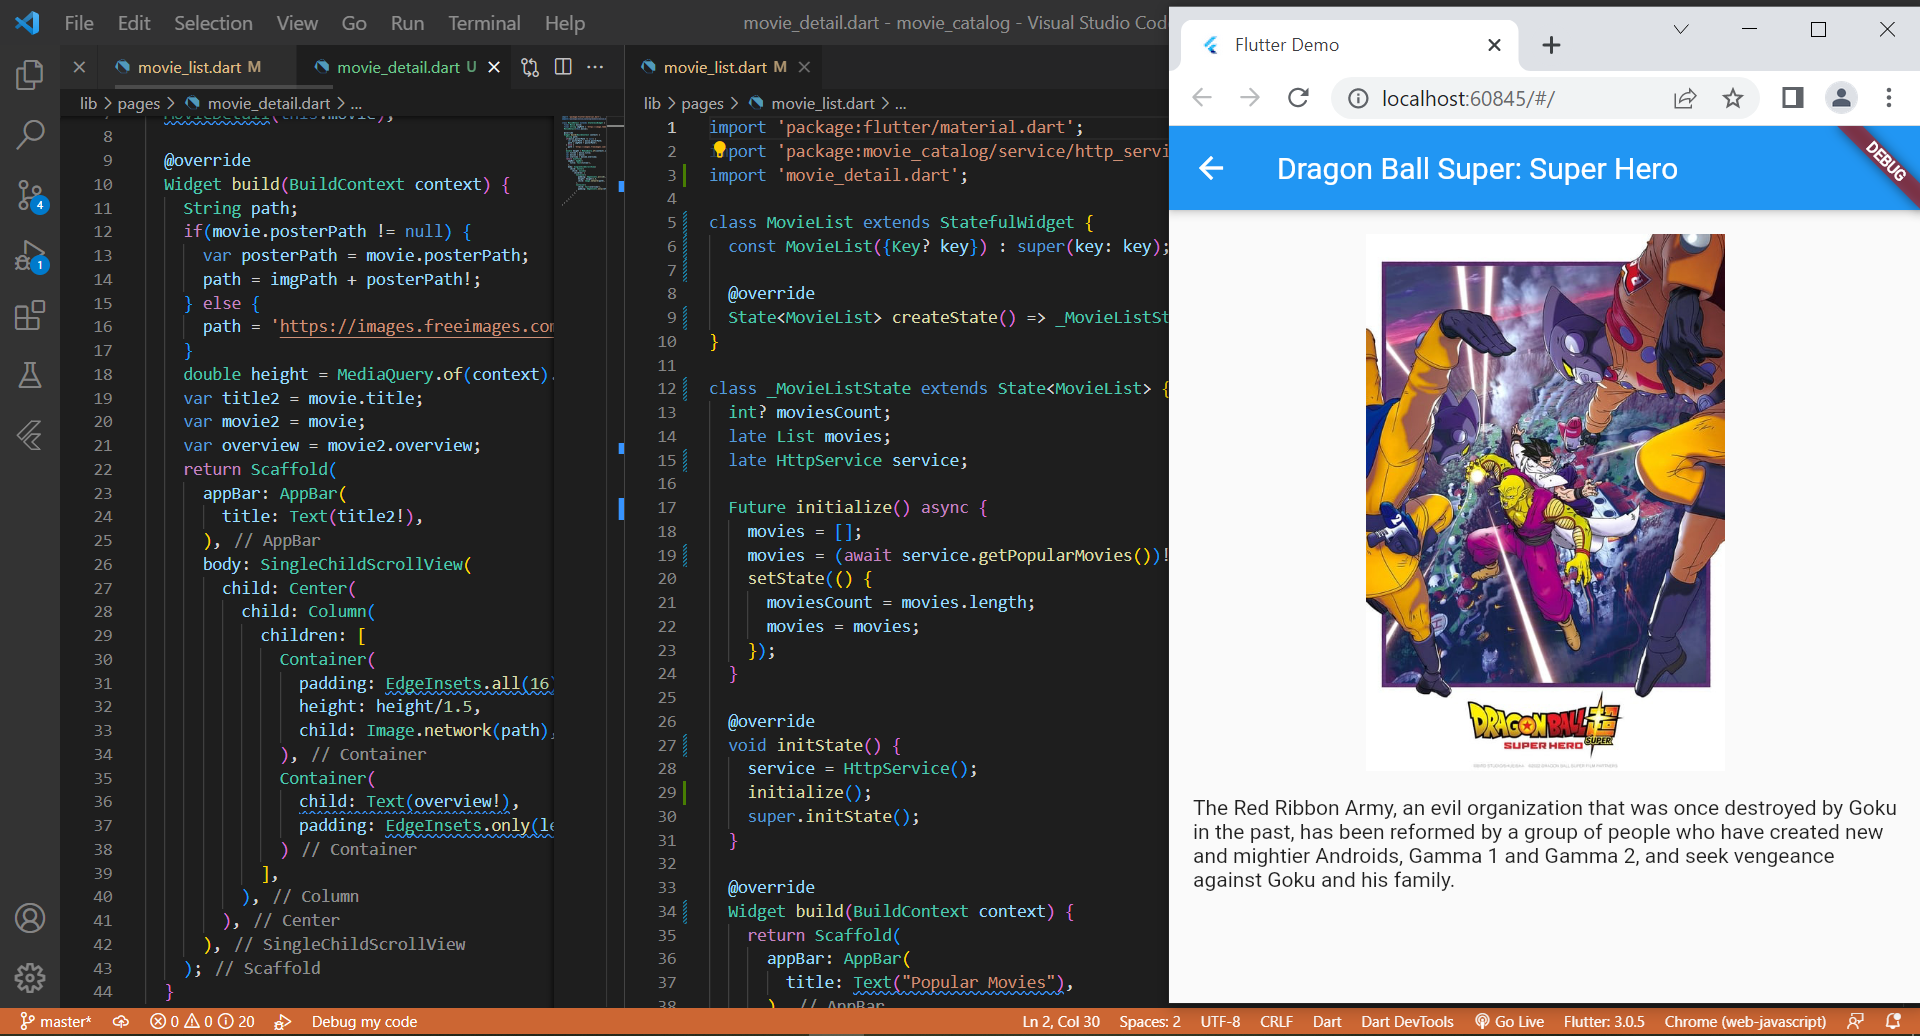 File Edit Selection View Go Run Terminal Help
movie_detail.dart - movie_catalog - Visual Studio
movie_list.dart M
movie_detail.dart U
lib > pages > movie_detail.dart > ...
MovieDetail(this.movie);
8
9 @override
10 Widget build(BuildContext context) {
11 String path;
12 if(movie.posterPath != null) {
13 var posterPath = movie.posterPath;
14 path = imgPath + posterPath!;
15 } else {
16 path = 'https://images.freeimages.com
17 }
18 double height = MediaQuery.of(context).
19 var title2 = movie.title;
20 var movie2 = movie;
21 var overview = movie2.overview;
22 return Scaffold(
23 appBar: AppBar(
24 title: Text(title2!),
25 ), // AppBar
26 body: SingleChildScrollView(
27 child: Center(
28 child: Column(
29 children: [
30 Container(
31 padding: EdgeInsets.all(16)
32 height: height/1.5,
33 child: Image.network(path),
34 ), // Container
35 Container(
36 child: Text(overview!),
37 padding: EdgeInsets.only(le
38 ) // Container
39 ],
40 ), // Column
41 ), // Center
42 ), // SingleChildScrollView
43 ); // Scaffold
44 }
movie_list.dart M
lib > pages > movie_list.dart > ...
1 import 'package:flutter/material.dart';
2 import 'package:movie_catalog/service/http_servi
3 import 'movie_detail.dart';
4
5 class MovieList extends StatefulWidget {
6 const MovieList({Key? key}) : super(key: key);
7
8 @override
9 State<MovieList> createState() => _MovieListSt
10 }
11
12 class _MovieListState extends State<MovieList> {
13 int? moviesCount;
14 late List movies;
15 late HttpService service;
16
17 Future initialize() async {
18 movies = [];
19 movies = (await service.getPopularMovies())!
20 setState(() {
21 moviesCount = movies.length;
22 movies = movies;
23 });
24 }
25
26 @override
27 void initState() {
28 service = HttpService();
29 initialize();
30 super.initState();
31 }
32
33 @override
34 Widget build(BuildContext context) {
35 return Scaffold(
36 appBar: AppBar(
37 title: Text("Popular Movies"),
38 ), // AppBar
4
1
Flutter Demo
localhost:60845/#/
Dragon Ball Super: Super Hero
DEBUG
DRAGONBALL超
SUPER
SUPER HERO
The Red Ribbon Army, an evil organization that was once destroyed by Goku
in the past, has been reformed by a group of people who have created new
and mightier Androids, Gamma 1 and Gamma 2, and seek vengeance
against Goku and his family.
master* 0 0 20 Debug my code Ln 2, Col 30 Spaces: 2 UTF-8 CRLF Dart Dart DevTools Go Live Flutter: 3.0.5 Chrome (web-javascript)